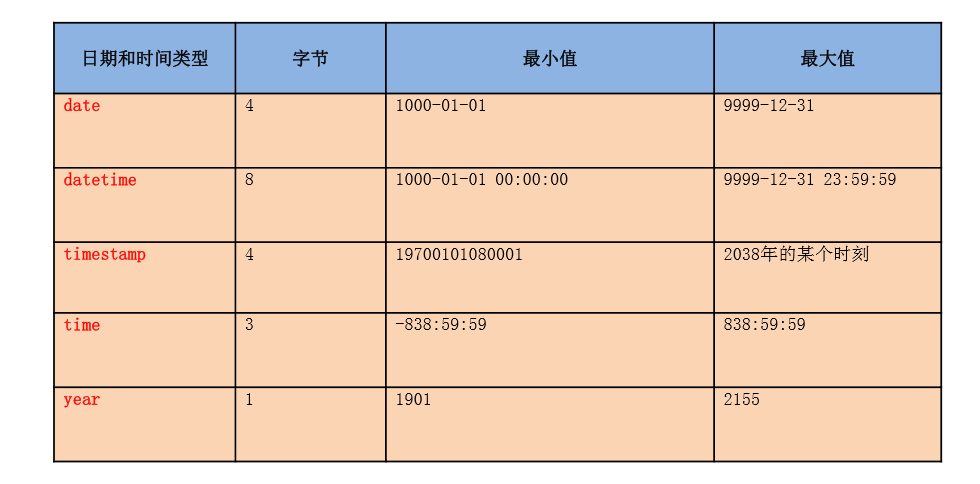 日期和时间类型 字节 最小值 最大值
date 4 1000-01-01 9999-12-31
datetime 8 1000-01-01 00:00:00 9999-12-31 23:59:59
timestamp 4 19700101080001 2038年的某个时刻
time 3 -838:59:59 838:59:59
year 1 1901 2155